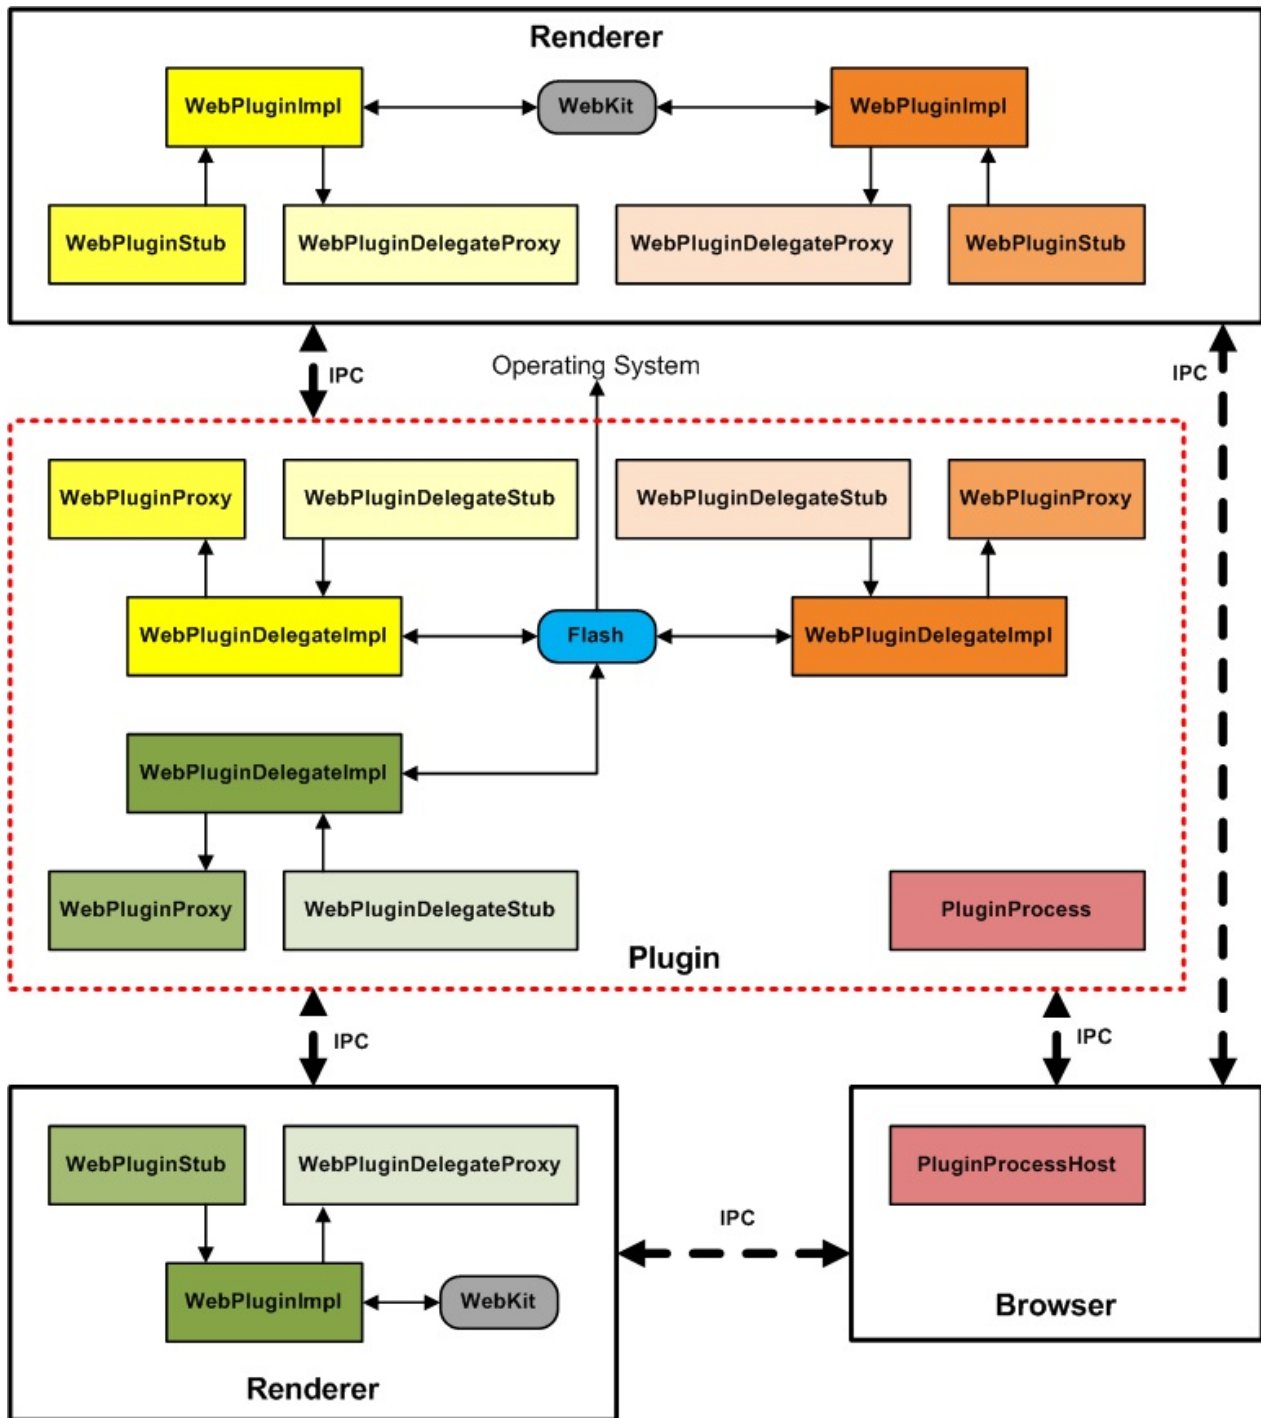 Renderer
WebPluginImpl
WebKit
WebPluginImpl
WebPluginStub
WebPluginDelegateProxy
WebPluginDelegateProxy
WebPluginStub
IPC
Operating System
IPC
WebPluginProxy
WebPluginDelegateStub
WebPluginDelegateStub
WebPluginProxy
WebPluginDelegateImpl
Flash
WebPluginDelegateImpl
WebPluginDelegateImpl
WebPluginProxy
WebPluginDelegateStub
PluginProcess
Plugin
IPC
IPC
WebPluginStub
WebPluginDelegateProxy
PluginProcessHost
IPC
WebPluginImpl
WebKit
Browser
Renderer